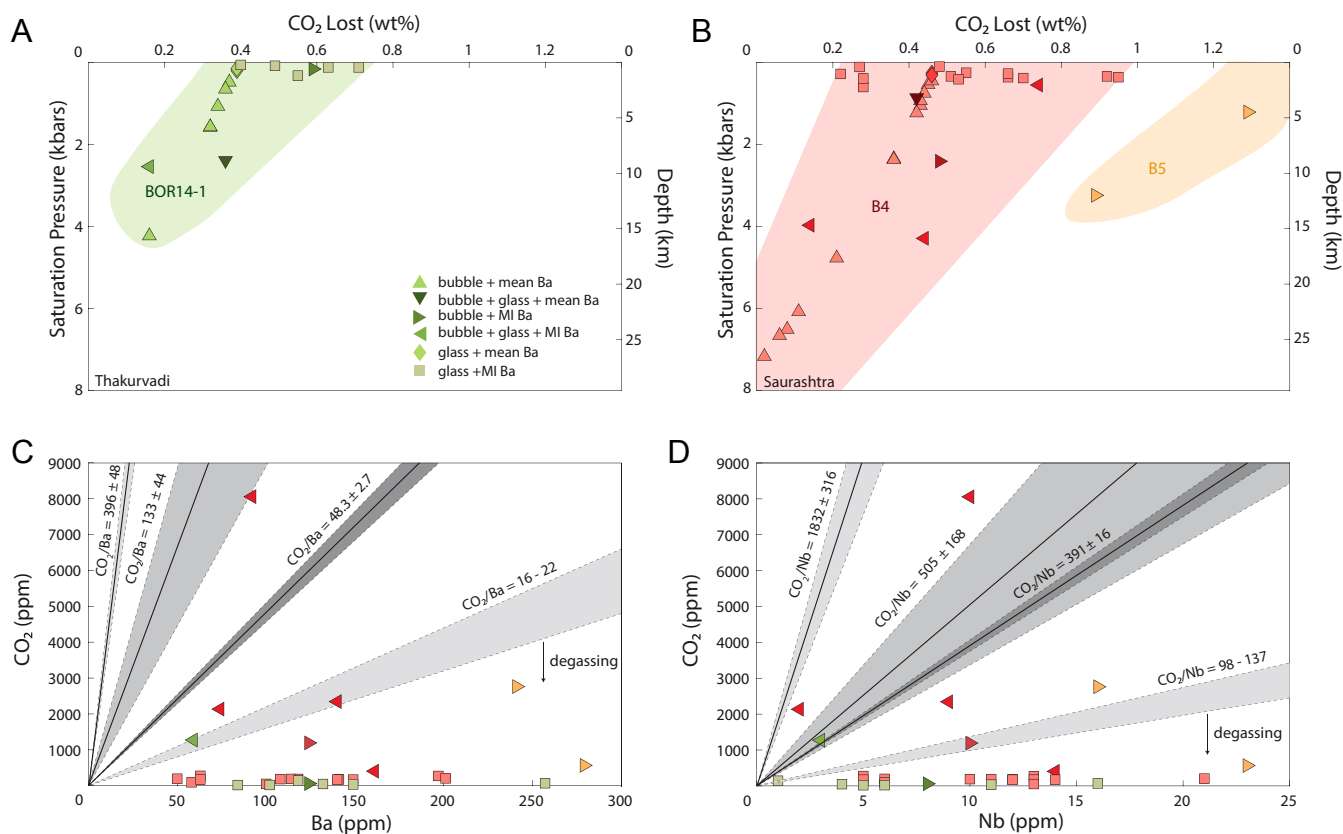 A
CO₂ Lost (wt%)
0 0.2 0.4 0.6 0.8 1 1.2
0
Saturation Pressure (kbars)
2
4
6
8
0
5
10
15
20
25
Depth (km)
BOR14-1
bubble + mean Ba
bubble + glass + mean Ba
bubble + MI Ba
bubble + glass + MI Ba
glass + mean Ba
glass +MI Ba
Thakurvadi
B
CO₂ Lost (wt%)
0 0.2 0.4 0.6 0.8 1 1.2
0
Saturation Pressure (kbars)
2
4
6
8
0
5
10
15
20
25
Depth (km)
B4
B5
Saurashtra
C
CO₂ (ppm)
9000
8000
7000
6000
5000
4000
3000
2000
1000
0 50 100 150 200 250 300
Ba (ppm)
CO₂/Ba = 396 ± 48
CO₂/Ba = 133 ± 44
CO₂/Ba = 48.3 ± 2.7
CO₂/Ba = 16 - 22
degassing
D
CO₂ (ppm)
9000
8000
7000
6000
5000
4000
3000
2000
1000
0 5 10 15 20 25
Nb (ppm)
CO₂/Nb = 1832 ± 316
CO₂/Nb = 505 ± 168
CO₂/Nb = 391 ± 16
CO₂/Nb = 98 - 137
degassing